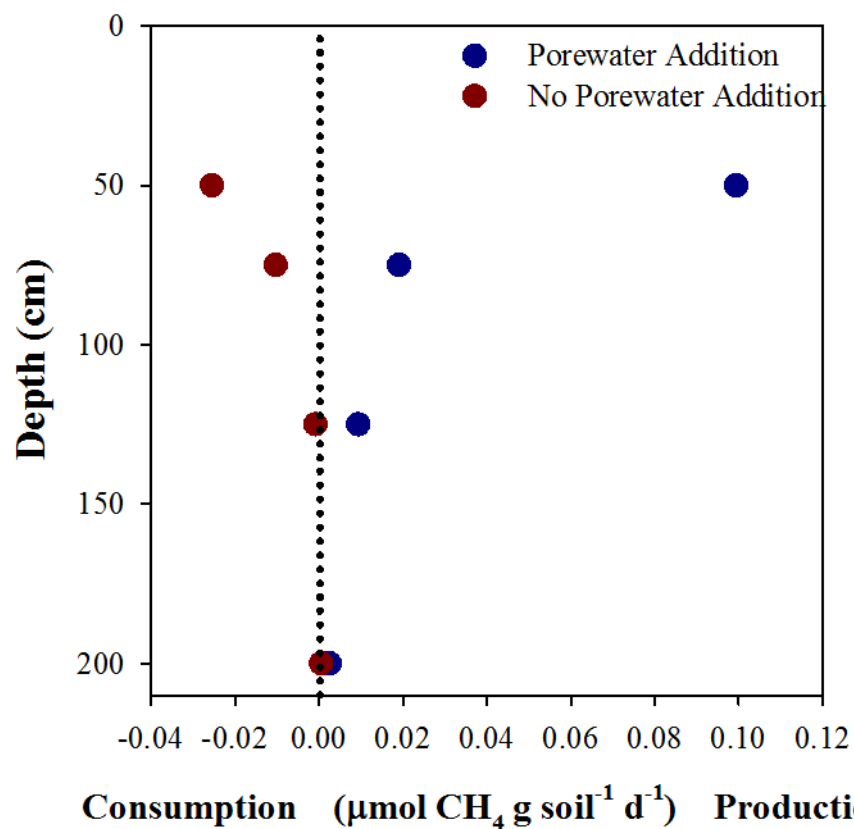 0
Porewater Addition
No Porewater Addition
50
100
150
200
Depth (cm)
-0.04 -0.02 0.00 0.02 0.04 0.06 0.08 0.10 0.12
Consumption (μmol CH₄ g soil⁻¹ d⁻¹) Productio